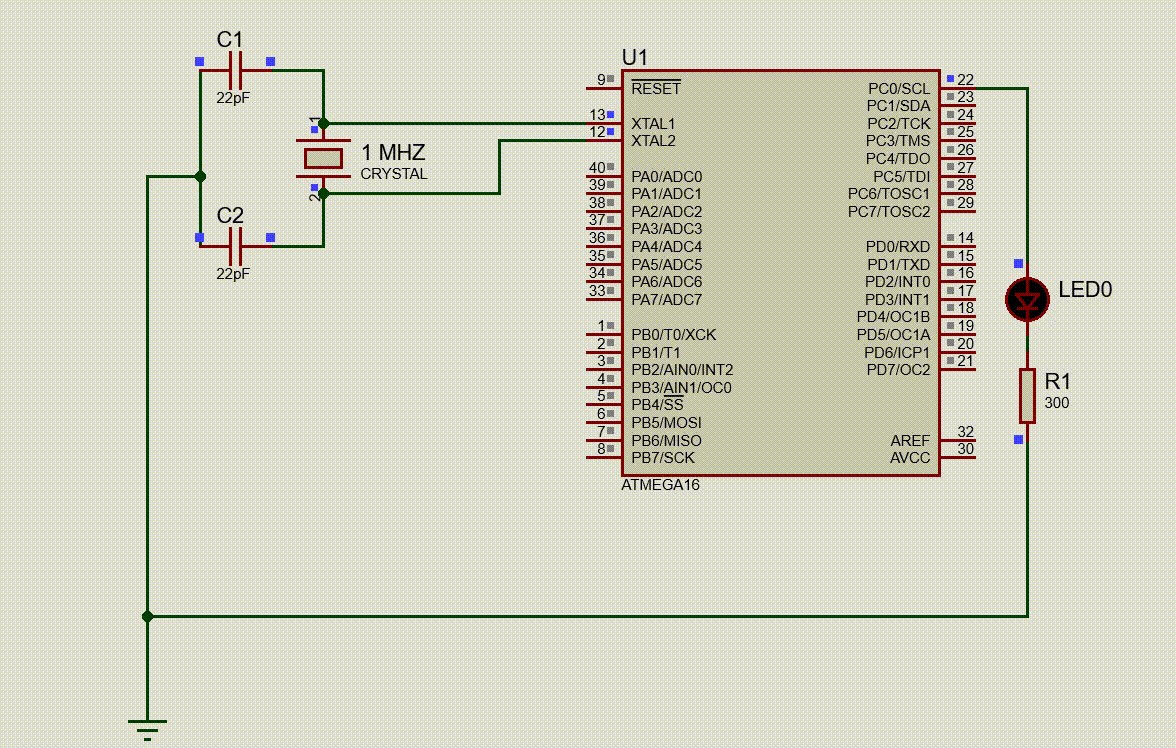 C1
22pF
1
1 MHZ
CRYSTAL
2
C2
22pF
U1
9 RESET
13 XTAL1
12 XTAL2
40 PA0/ADC0
39 PA1/ADC1
38 PA2/ADC2
37 PA3/ADC3
36 PA4/ADC4
35 PA5/ADC5
34 PA6/ADC6
33 PA7/ADC7
1 PB0/T0/XCK
2 PB1/T1
3 PB2/AIN0/INT2
4 PB3/AIN1/OC0
5 PB4/SS
6 PB5/MOSI
7 PB6/MISO
8 PB7/SCK
PC0/SCL 22
PC1/SDA 23
PC2/TCK 24
PC3/TMS 25
PC4/TDO 26
PC5/TDI 27
PC6/TOSC1 28
PC7/TOSC2 29
PD0/RXD 14
PD1/TXD 15
PD2/INT0 16
PD3/INT1 17
PD4/OC1B 18
PD5/OC1A 19
PD6/ICP1 20
PD7/OC2 21
AREF 32
AVCC 30
ATMEGA16
LED0
R1
300